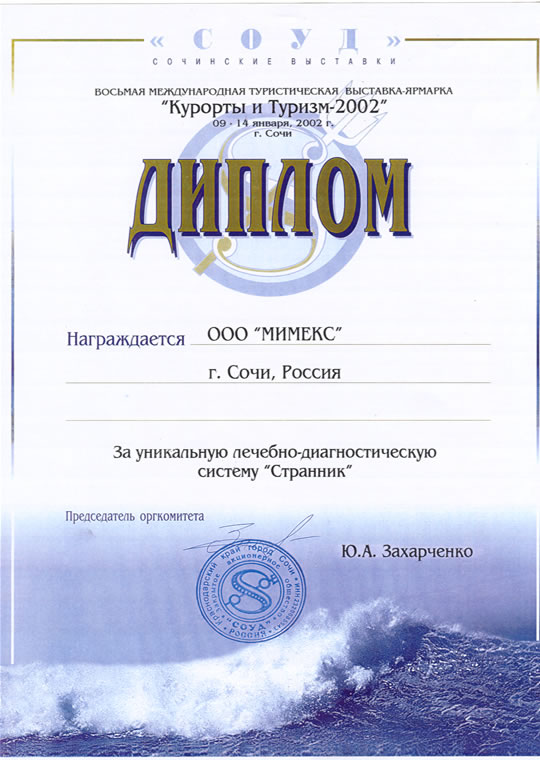 « СОУД »
СОЧИНСКИЕ ВЫСТАВКИ
ВОСЬМАЯ МЕЖДУНАРОДНАЯ ТУРИСТИЧЕСКАЯ ВЫСТАВКА-ЯРМАРКА
"Курорты и Туризм-2002"
09 - 14 января, 2002 г.
г. Сочи
ДИПЛОМ
Награждается ООО "МИМЕКС"
г. Сочи, Россия
За уникальную лечебно-диагностическую
систему "Странник"
Председатель оргкомитета
Ю.А. Захарченко
Краснодарский край город Сочи
Закрытое акционерное общество
"СОУД"
РОССИЯ